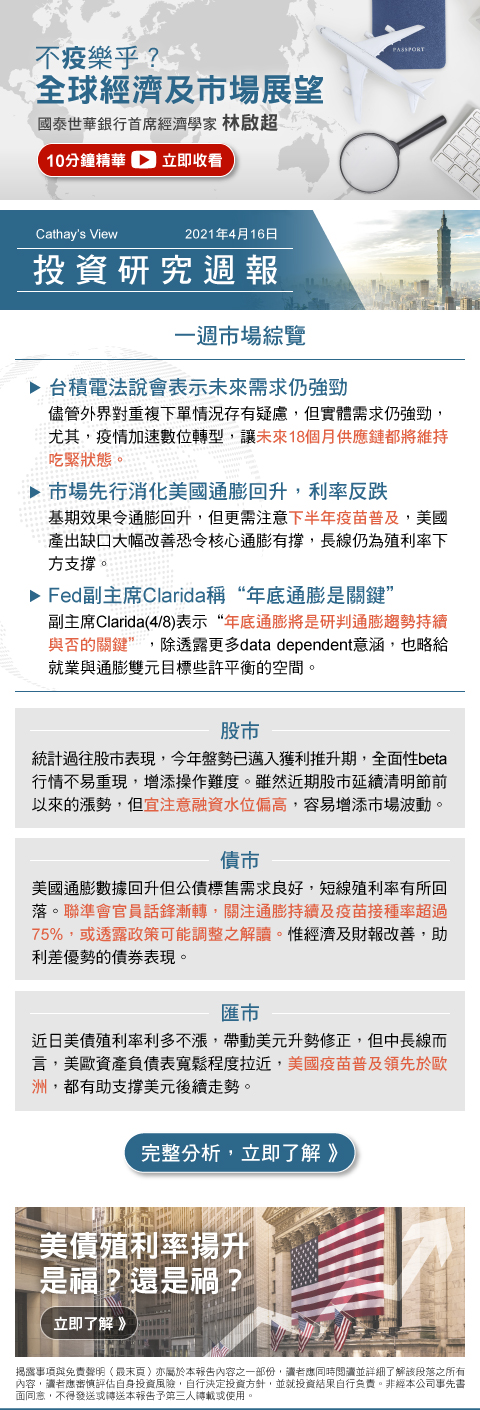 不疫樂乎？
全球經濟及市場展望
國泰世華銀行首席經濟學家 林啟超
10分鐘精華 立即收看
PASSPORT
Cathay's View 2021年4月16日
投資研究週報
一週市場綜覽
台積電法說會表示未來需求仍強勁
儘管外界對重複下單情況存有疑慮，但實體需求仍強勁，
尤其，疫情加速數位轉型，讓未來18個月供應鏈都將維持
吃緊狀態。
市場先行消化美國通膨回升，利率反跌
基期效果令通膨回升，但更需注意下半年疫苗普及，美國
產出缺口大幅改善恐令核心通膨有撐，長線仍為殖利率下
方支撐。
Fed副主席Clarida稱“年底通膨是關鍵”
副主席Clarida(4/8)表示“年底通膨將是研判通膨趨勢持續
與否的關鍵”，除透露更多data dependent意涵，也略給
就業與通膨雙元目標些許平衡的空間。
股市
統計過往股市表現，今年盤勢已邁入獲利推升期，全面性beta
行情不易重現，增添操作難度。雖然近期股市延續清明節前
以來的漲勢，但宜注意融資水位偏高，容易增添市場波動。
債市
美國通膨數據回升但公債標售需求良好，短線殖利率有所回
落。聯準會官員話鋒漸轉，關注通膨持續及疫苗接種率超過
75%，或透露政策可能調整之解讀。惟經濟及財報改善，助
利差優勢的債券表現。
匯市
近日美債殖利率利多不漲，帶動美元升勢修正，但中長線而
言，美歐資產負債表寬鬆程度拉近，美國疫苗普及領先於歐
洲，都有助支撐美元後續走勢。
完整分析，立即了解 》
美債殖利率揚升
是福？還是禍？
立即了解 》
揭露事項與免責聲明（最末頁）亦屬於本報告內容之一部份，讀者應同時閱讀並詳細了解該段落之所有
內容，讀者應審慎評估自身投資風險，自行決定投資方針，並就投資結果自行負責。非經本公司事先書
面同意，不得發送或轉送本報告予第三人轉載或使用。